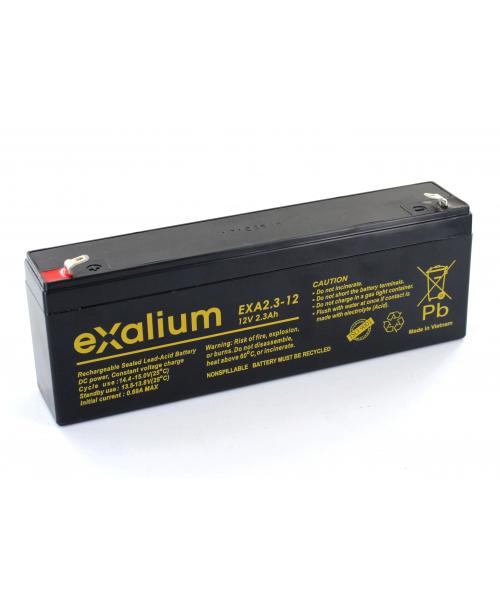 exalium
EXA2.3-12
12V 2.3Ah
Rechargeable Sealed Lead-Acid Battery
DC power, Constant voltage charge
Cycle use : 14.4-15.0V(25°C)
Standby use : 13.5-13.8V(25°C)
Initial current : 0.68A MAX
Warning: Risk of fire, explosion,
or burns. Do not disassemble,
heat above 60°C, or incinerate.
NONSPILLABLE BATTERY MUST BE RECYCLED
CAUTION
• Do not incinerate.
• Do not short the battery terminals.
• Do not charge in a gas tight container.
• Flush with water at once if contact is
made with electrolyte (Acid).
Pb
Made in Vietnam